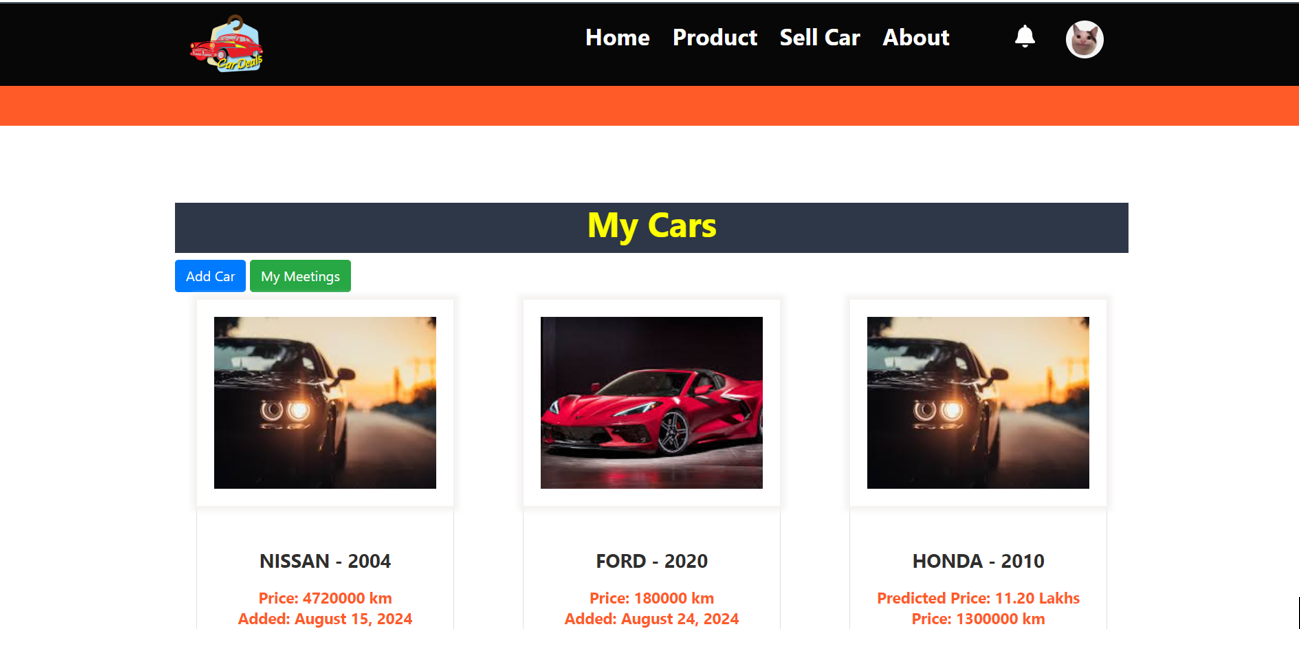 Car Deals
Home Product Sell Car About
My Cars
Add Car My Meetings
NISSAN - 2004
Price: 4720000 km
Added: August 15, 2024
FORD - 2020
Price: 180000 km
Added: August 24, 2024
HONDA - 2010
Predicted Price: 11.20 Lakhs
Price: 1300000 km